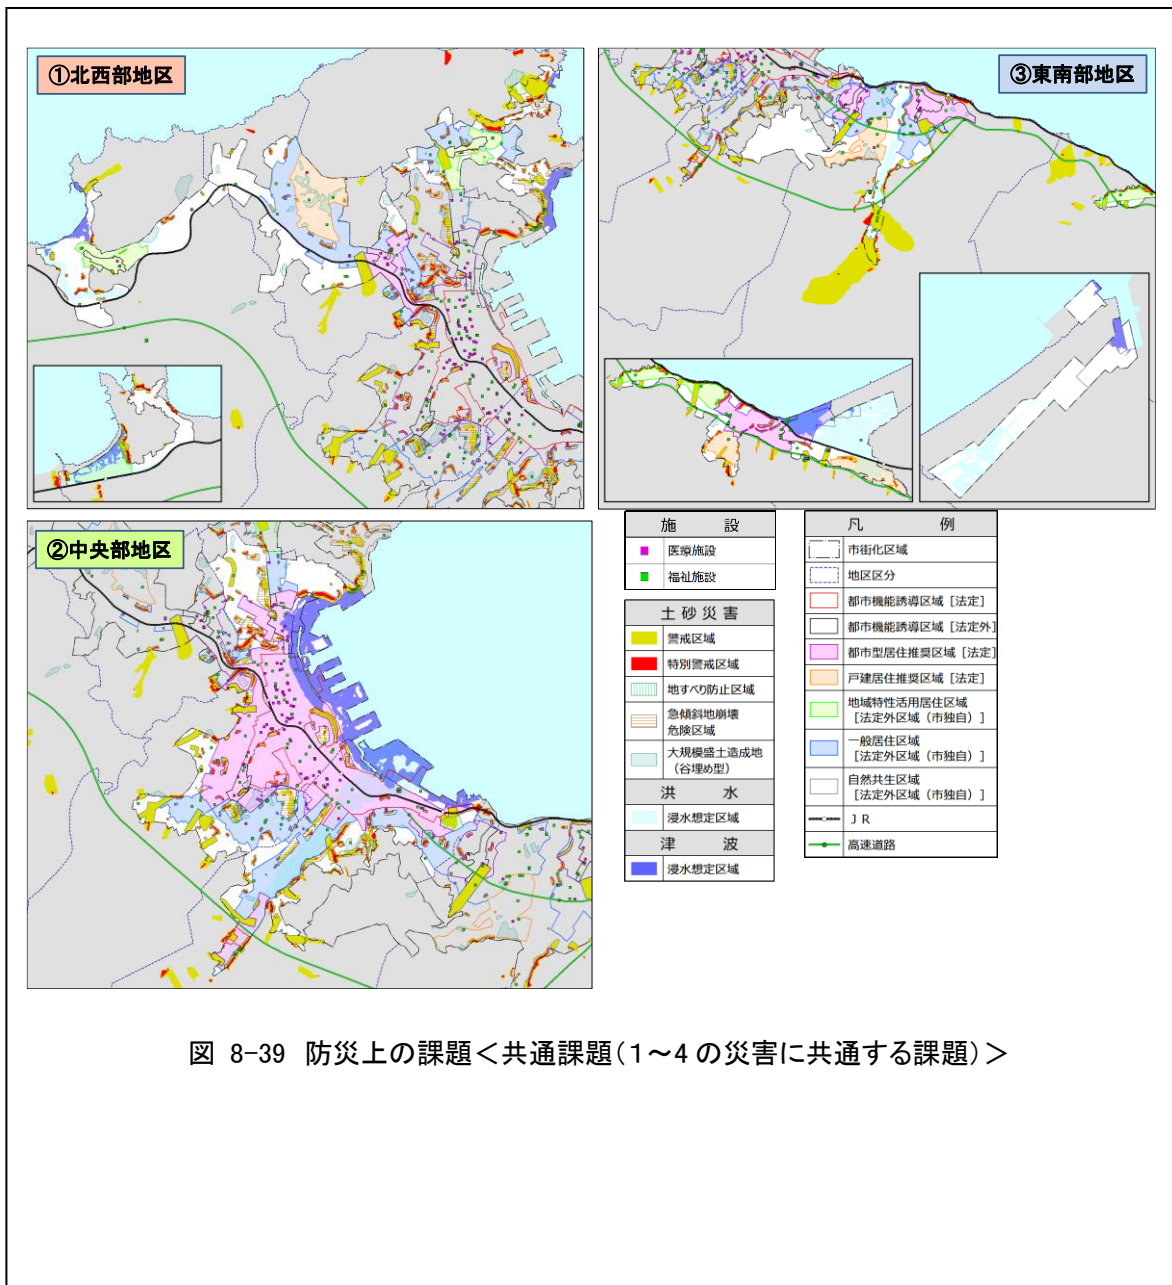 ①北西部地区
③東南部地区
②中央部地区
施　設
医療施設
福祉施設
土砂災害
警戒区域
特別警戒区域
地すべり防止区域
急傾斜地崩壊
危険区域
大規模盛土造成地
（谷埋め型）
洪　水
浸水想定区域
津　波
浸水想定区域
凡　例
市街化区域
地区区分
都市機能誘導区域［法定］
都市機能誘導区域［法定外］
都市型居住推奨区域［法定］
戸建居住推奨区域［法定］
地域特性活用居住区域
［法定外区域（市独自）］
一般居住区域
［法定外区域（市独自）］
自然共生区域
［法定外区域（市独自）］
ＪＲ
高速道路
図 8-39 防災上の課題＜共通課題（1～4の災害に共通する課題）＞